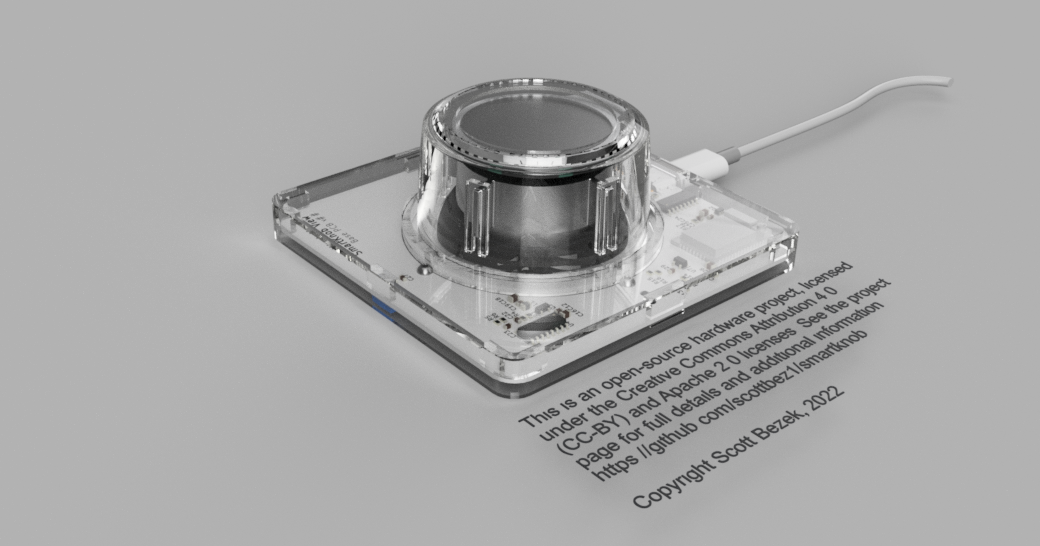 SmartKnob View
This is an open-source hardware project, licensed
under the Creative Commons Attribution 4 0
(CC-BY) and Apache 2 0 licenses See the project
page for full details and additional information
https //github com/scottbez1/smartknob
Copyright Scott Bezek, 2022